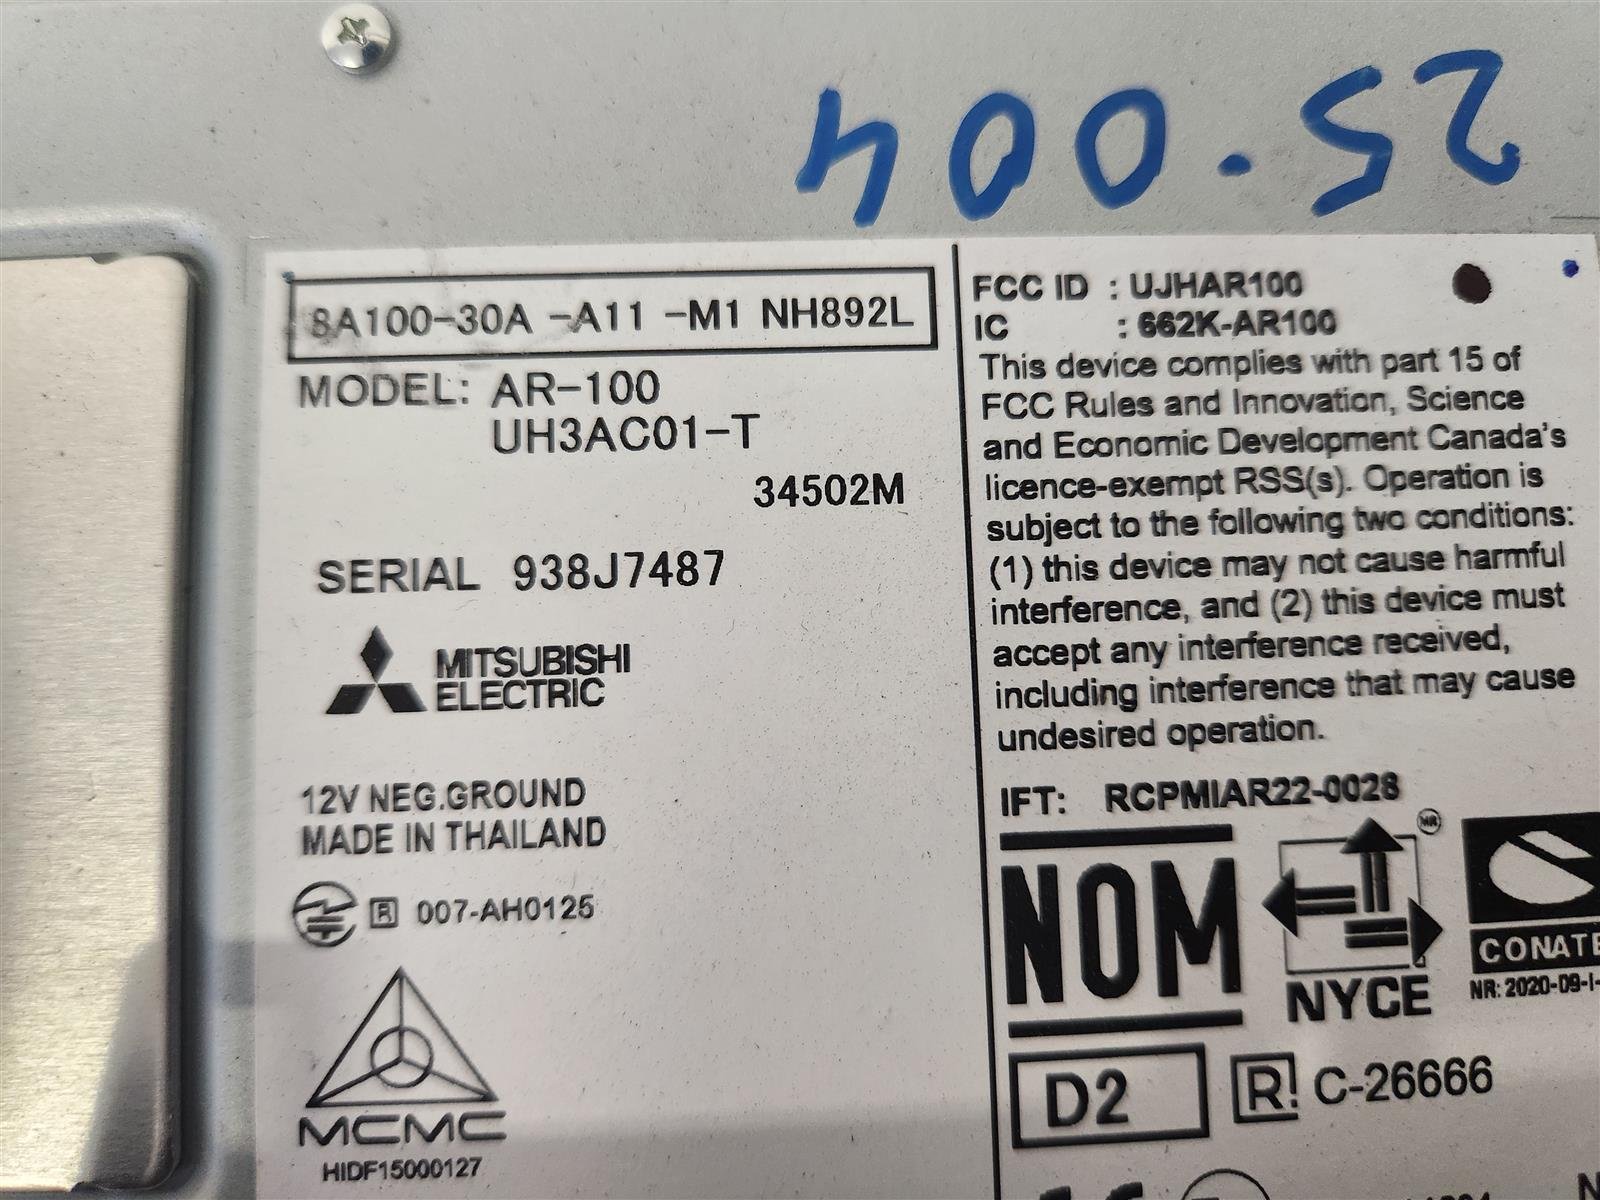 25.004
8A100-30A -A11 -M1 NH892L
MODEL: AR-100
UH3AC01-T
34502M
SERIAL 938J7487
MITSUBISHI
ELECTRIC
12V NEG.GROUND
MADE IN THAILAND
R 007-AH0125
MCMC
HIDF15000127
FCC ID : UJHAR100
IC : 662K-AR100
This device complies with part 15 of
FCC Rules and Innovation, Science
and Economic Development Canada's
licence-exempt RSS(s). Operation is
subject to the following two conditions:
(1) this device may not cause harmful
interference, and (2) this device must
accept any interference received,
including interference that may cause
undesired operation.
IFT: RCPMIAR22-0028
NOM
NYCE
MR
CONATE
NR: 2020-09-I-
D2
R! C-26666